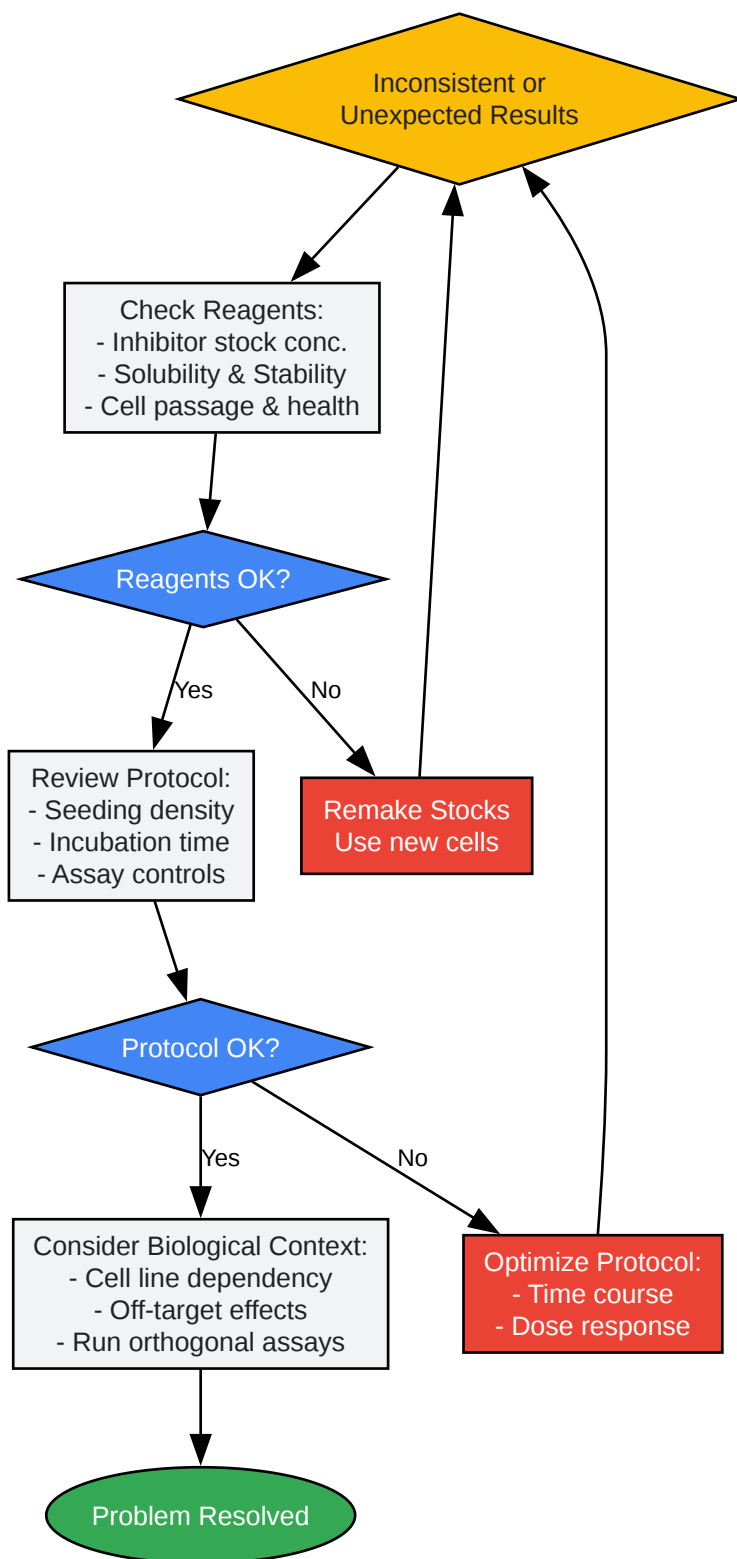 Inconsistent or
Unexpected Results
Check Reagents:
- Inhibitor stock conc.
- Solubility & Stability
- Cell passage & health
Reagents OK?
Yes
No
Review Protocol:
- Seeding density
- Incubation time
- Assay controls
Remake Stocks
Use new cells
Protocol OK?
Yes
No
Consider Biological Context:
- Cell line dependency
- Off-target effects
- Run orthogonal assays
Optimize Protocol:
- Time course
- Dose response
Problem Resolved